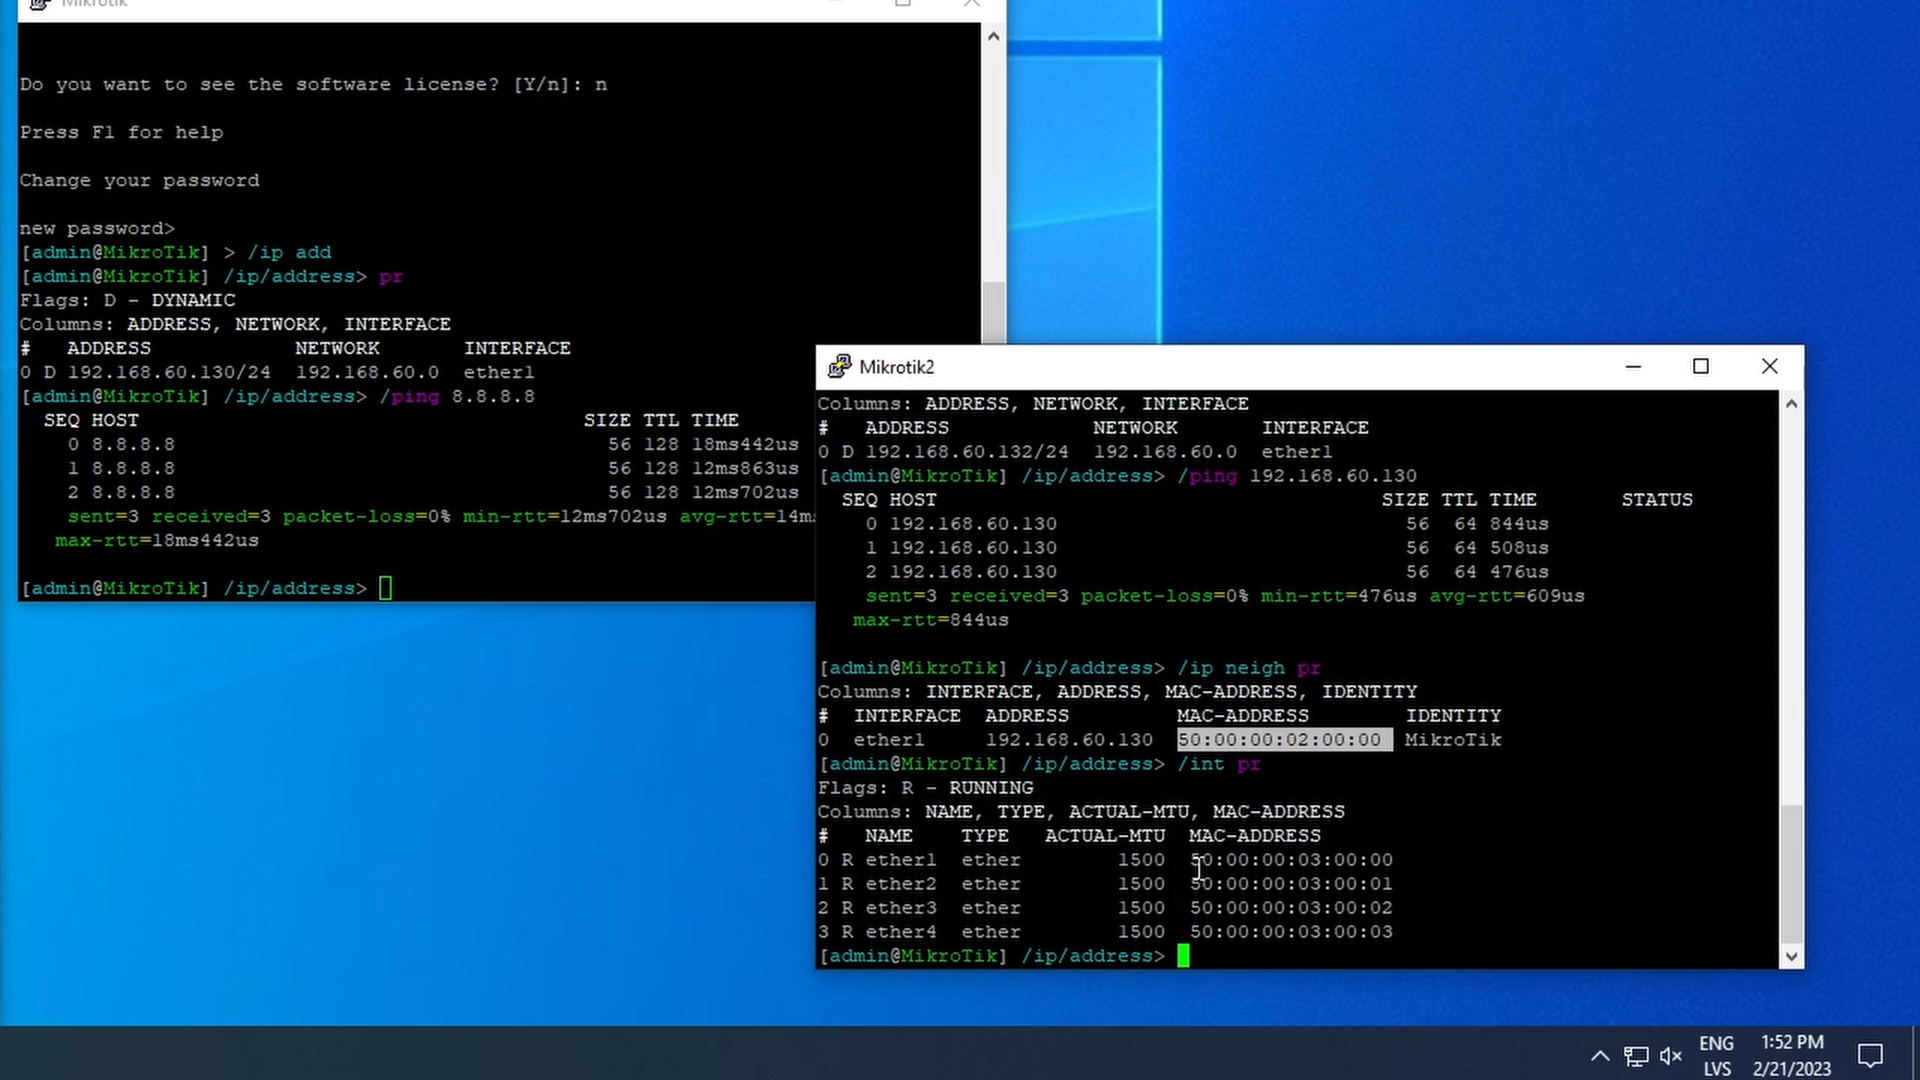 Mikrotik
Do you want to see the software license? [Y/n]: n
Press F1 for help
Change your password
new password>
[admin@MikroTik] > /ip add
[admin@MikroTik] /ip/address> pr
Flags: D - DYNAMIC
Columns: ADDRESS, NETWORK, INTERFACE
#   ADDRESS            NETWORK       INTERFACE
0 D 192.168.60.130/24  192.168.60.0  ether1
[admin@MikroTik] /ip/address> /ping 8.8.8.8
SEQ HOST SIZE TTL TIME
0 8.8.8.8 56 128 18ms442us
1 8.8.8.8 56 128 12ms863us
2 8.8.8.8 56 128 12ms702us
sent=3 received=3 packet-loss=0% min-rtt=12ms702us avg-rtt=14ms
max-rtt=18ms442us
[admin@MikroTik] /ip/address>
Mikrotik2
Columns: ADDRESS, NETWORK, INTERFACE
#   ADDRESS            NETWORK       INTERFACE
0 D 192.168.60.132/24  192.168.60.0  ether1
[admin@MikroTik] /ip/address> /ping 192.168.60.130
SEQ HOST SIZE TTL TIME STATUS
0 192.168.60.130 56 64 844us
1 192.168.60.130 56 64 508us
2 192.168.60.130 56 64 476us
sent=3 received=3 packet-loss=0% min-rtt=476us avg-rtt=609us
max-rtt=844us
[admin@MikroTik] /ip/address> /ip neigh pr
Columns: INTERFACE, ADDRESS, MAC-ADDRESS, IDENTITY
#  INTERFACE  ADDRESS         MAC-ADDRESS        IDENTITY
0  ether1     192.168.60.130  50:00:00:02:00:00  MikroTik
[admin@MikroTik] /ip/address> /int pr
Flags: R - RUNNING
Columns: NAME, TYPE, ACTUAL-MTU, MAC-ADDRESS
#   NAME    TYPE   ACTUAL-MTU  MAC-ADDRESS
0 R ether1  ether        1500  50:00:00:03:00:00
1 R ether2  ether        1500  50:00:00:03:00:01
2 R ether3  ether        1500  50:00:00:03:00:02
3 R ether4  ether        1500  50:00:00:03:00:03
[admin@MikroTik] /ip/address>
ENG 1:52 PM
LVS 2/21/2023